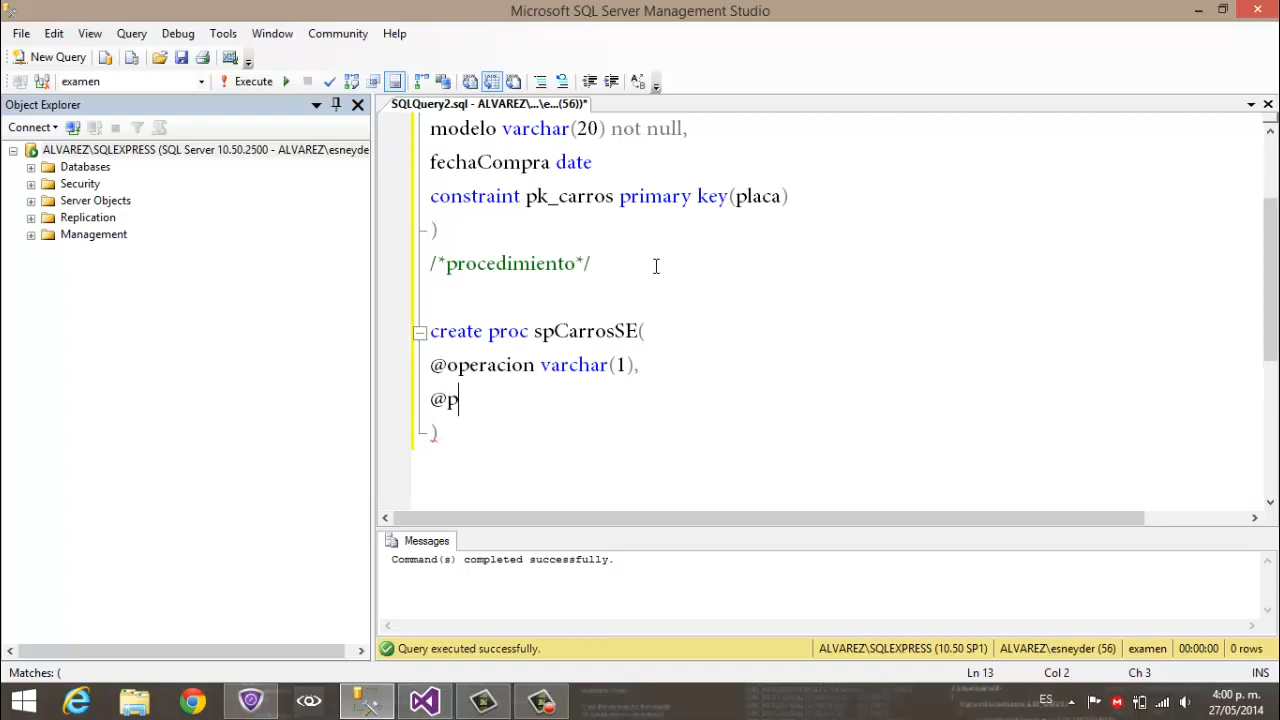 Microsoft SQL Server Management Studio
File Edit View Query Debug Tools Window Community Help
New Query
examen Execute
Object Explorer
SQLQuery2.sql - ALVAREZ\...\e...(56))*
Connect
ALVAREZ\SQLEXPRESS (SQL Server 10.50.2500 - ALVAREZ\esneyder
Databases
Security
Server Objects
Replication
Management
modelo varchar(20) not null,
fechaCompra date
constraint pk_carros primary key(placa)
)
/*procedimiento*/
create proc spCarrosSE(
@operacion varchar(1),
@p
)
Messages
Command(s) completed successfully.
Query executed successfully. ALVAREZ\SQLEXPRESS (10.50 SP1) ALVAREZ\esneyder (56) examen 00:00:00 0 rows
Matches: ( Ln 13 Col 2 Ch 3 INS
ES 4:00 p. m.
27/05/2014